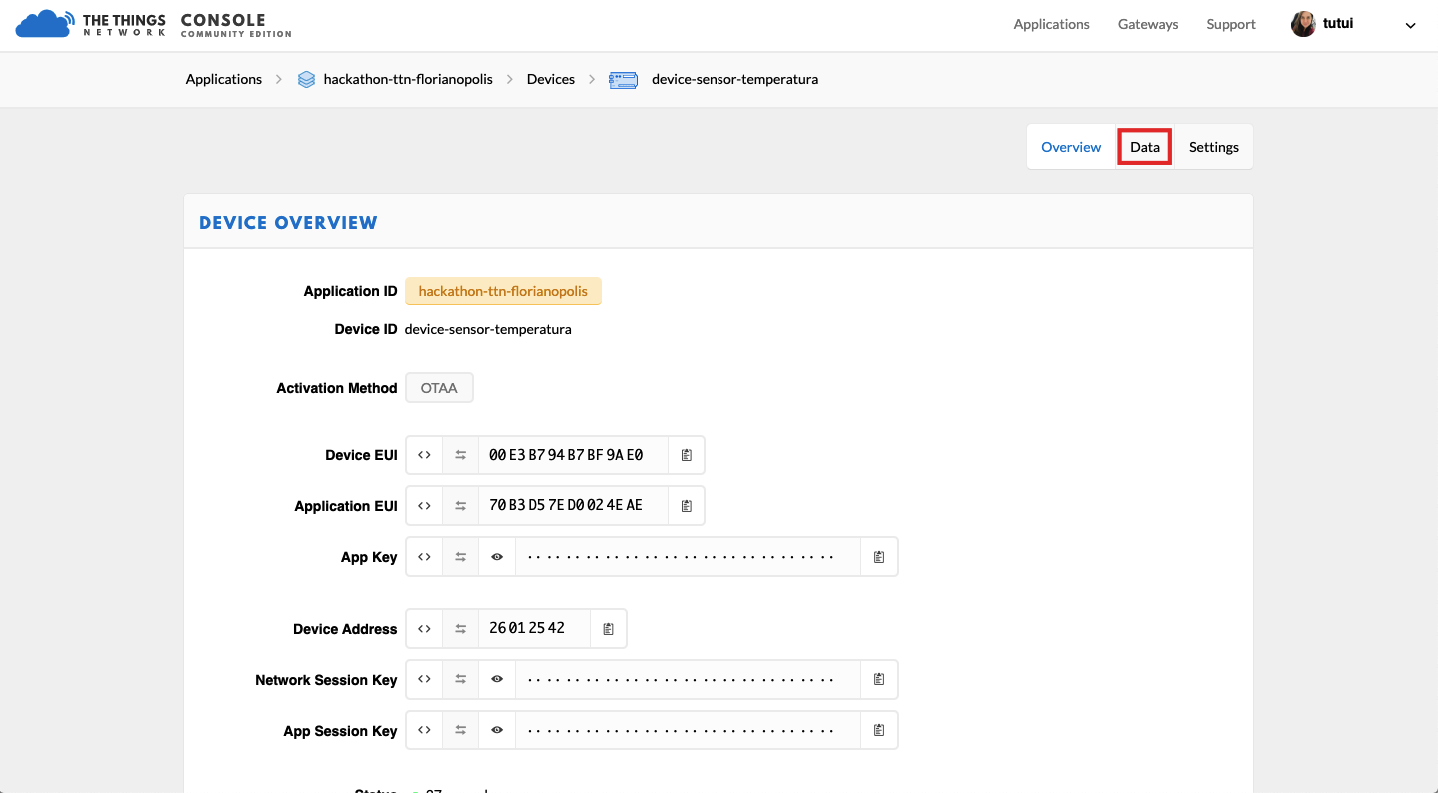 THE THINGS NETWORK CONSOLE COMMUNITY EDITION
Applications Gateways Support tutui
Applications hackathon-ttn-florianopolis Devices device-sensor-temperatura
Overview Data Settings
DEVICE OVERVIEW
Application ID hackathon-ttn-florianopolis
Device ID device-sensor-temperatura
Activation Method OTAA
Device EUI <> 00 E3 B7 94 B7 BF 9A E0
Application EUI <> 70 B3 D5 7E D0 02 4E AE
App Key <>
Device Address <> 26 01 25 42
Network Session Key <>
App Session Key <>